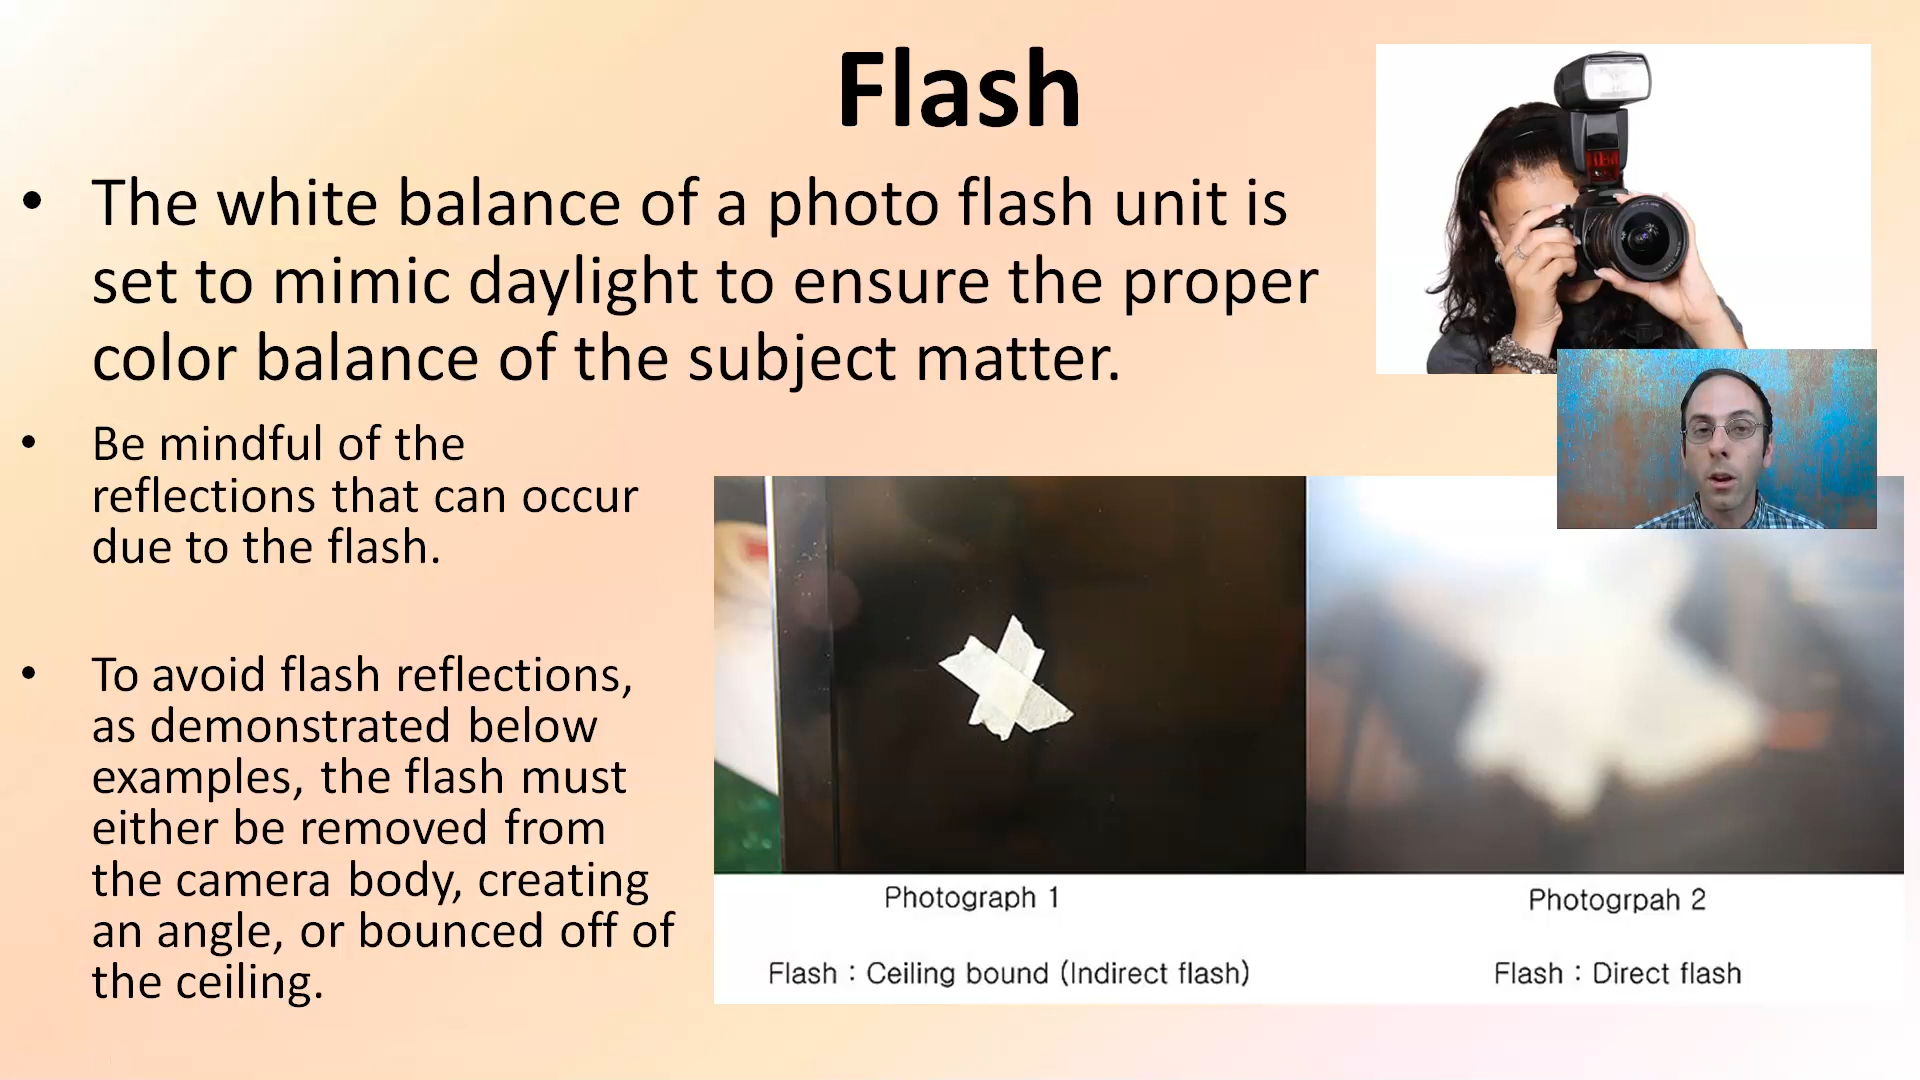 Flash
• The white balance of a photo flash unit is
set to mimic daylight to ensure the proper
color balance of the subject matter.
• Be mindful of the
reflections that can occur
due to the flash.
• To avoid flash reflections,
as demonstrated below
examples, the flash must
either be removed from
the camera body, creating
an angle, or bounced off of
the ceiling.
Photograph 1
Photogrpah 2
Flash : Ceiling bound (Indirect flash)
Flash : Direct flash